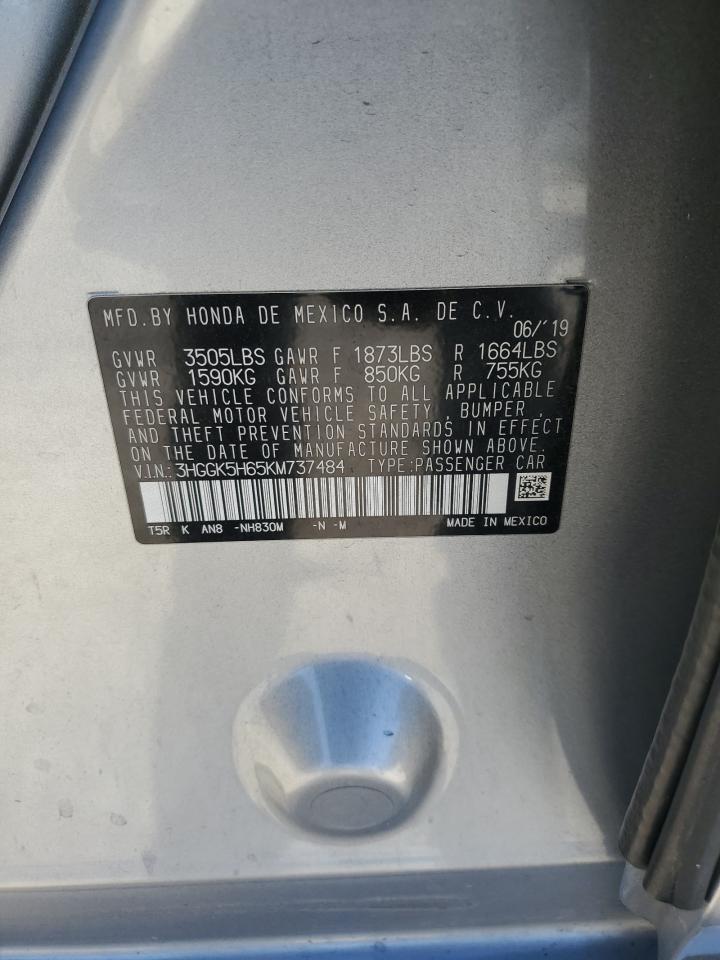 MFD.BY HONDA DE MEXICO S.A. DE C.V.
06/'19
GVWR 3505LBS GAWR F 1873LBS R 1664LBS
GVWR 1590KG GAWR F 850KG R 755KG
THIS VEHICLE CONFORMS TO ALL APPLICABLE
FEDERAL MOTOR VEHICLE SAFETY, BUMPER,
AND THEFT PREVENTION STANDARDS IN EFFECT
ON THE DATE OF MANUFACTURE SHOWN ABOVE.
V.I.N.:3HGGK5H65KM737484 TYPE:PASSENGER CAR
T5R K AN8 -NH830M -N -M MADE IN MEXICO